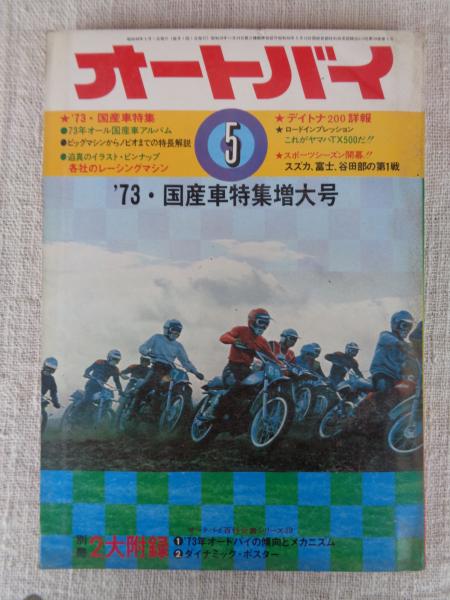 オートバイ
★'73・国産車特集
●73年オール国産車アルバム
●ビッグマシンからノピオまでの特長解説
●迫真のイラスト・ピンナップ
各社のレーシングマシン
5
★デイトナ200詳報
★ロードインプレッション
これがヤマハTX500だ!!
★スポーツシーズン開幕!!
スズカ、富士、谷田部の第1戦
'73・国産車特集増大号
別冊 2大附録
❶'73年オートバイの傾向とメカニズム
❷ダイナミック・ポスター